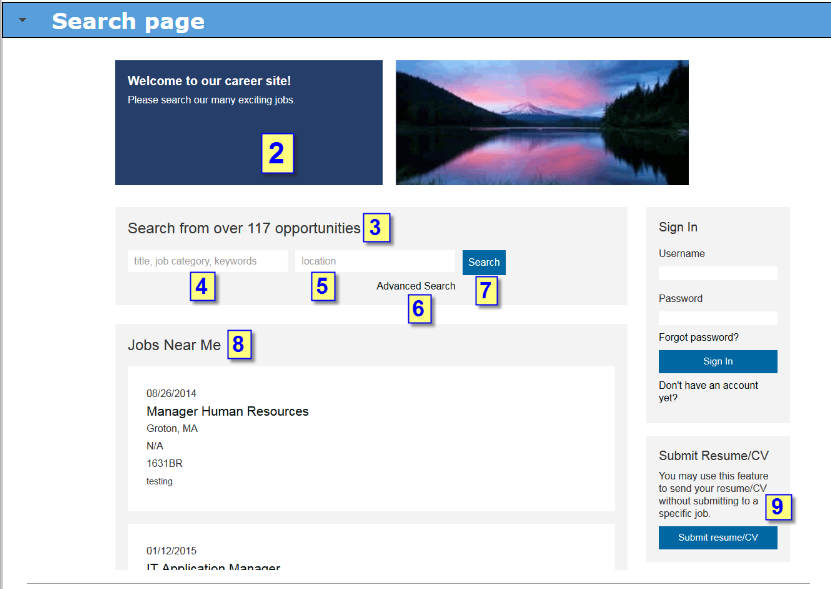 Search page
Welcome to our career site!
Please search our many exciting jobs.
2
Search from over 117 opportunities 3
title, job category, keywords
location
Search
4
5
Advanced Search
7
6
Jobs Near Me 8
08/26/2014
Manager Human Resources
Groton, MA
N/A
1631BR
testing
01/12/2015
IT Application Manager
Sign In
Username
Password
Forgot password?
Sign In
Don't have an account
yet?
Submit Resume/CV
You may use this feature
to send your resume/CV
without submitting to a
specific job.
9
Submit resume/CV